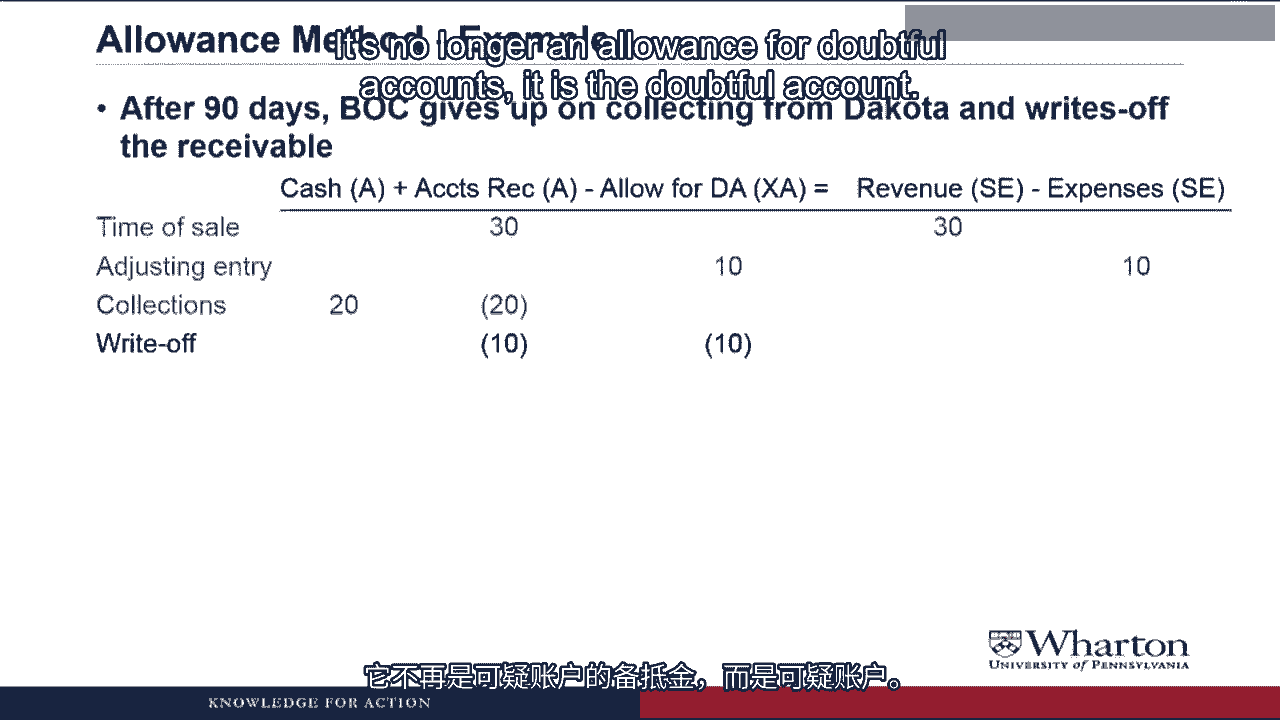 Allowance Method - Example
It's no longer an allowance for doubtful
accounts, it is the doubtful account.
• After 90 days, BOC gives up on collecting from Dakota and writes-off
the receivable
Cash (A) + Accts Rec (A) - Allow for DA (XA) = Revenue (SE) - Expenses (SE)
Time of sale 30 30
Adjusting entry 10 10
Collections 20 (20)
Write-off (10) (10)
Wharton
UNIVERSITY of PENNSYLVANIA
它不再是可疑账户的备抵金，而是可疑账户。
KNOWLEDGE FOR ACTION